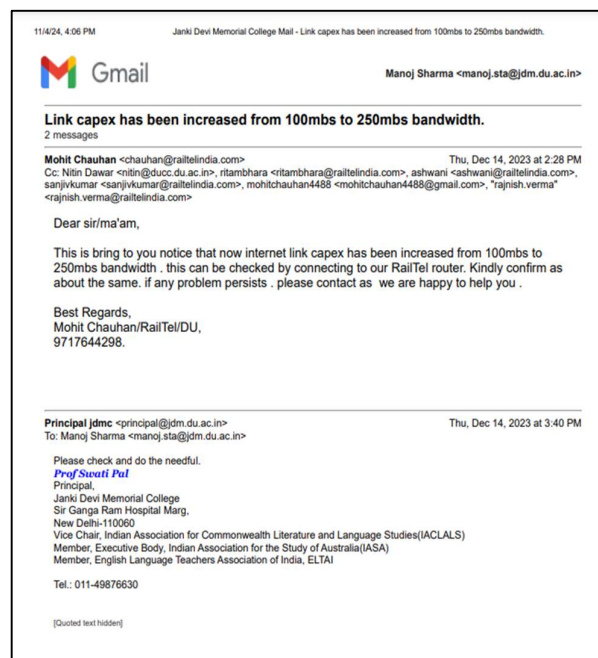 11/4/24, 4:06 PM Janki Devi Memorial College Mail - Link capex has been increased from 100mbs to 250mbs bandwidth.
Gmail
Manoj Sharma <manoj.sta@jdm.du.ac.in>
Link capex has been increased from 100mbs to 250mbs bandwidth.
2 messages
Mohit Chauhan <chauhan@railtelindia.com> Thu, Dec 14, 2023 at 2:28 PM
Cc: Nitin Dawar <nitin@ducc.du.ac.in>, ritambhara <ritambhara@railtelindia.com>, ashwani <ashwani@railtelindia.com>,
sanjivkumar <sanjivkumar@railtelindia.com>, mohitchauhan4488 <mohitchauhan4488@gmail.com>, "rajnish.verma"
<rajnish.verma@railtelindia.com>
Dear sir/ma'am,
This is bring to you notice that now internet link capex has been increased from 100mbs to
250mbs bandwidth . this can be checked by connecting to our RailTel router. Kindly confirm as
about the same. if any problem persists . please contact as we are happy to help you .
Best Regards,
Mohit Chauhan/RailTel/DU,
9717644298.
Principal jdmc <principal@jdm.du.ac.in> Thu, Dec 14, 2023 at 3:40 PM
To: Manoj Sharma <manoj.sta@jdm.du.ac.in>
Please check and do the needful.
Prof Swati Pal
Principal,
Janki Devi Memorial College
Sir Ganga Ram Hospital Marg,
New Delhi-110060
Vice Chair, Indian Association for Commonwealth Literature and Language Studies(IACLALS)
Member, Executive Body, Indian Association for the Study of Australia(IASA)
Member, English Language Teachers Association of India, ELTAI
Tel.: 011-49876630
[Quoted text hidden]